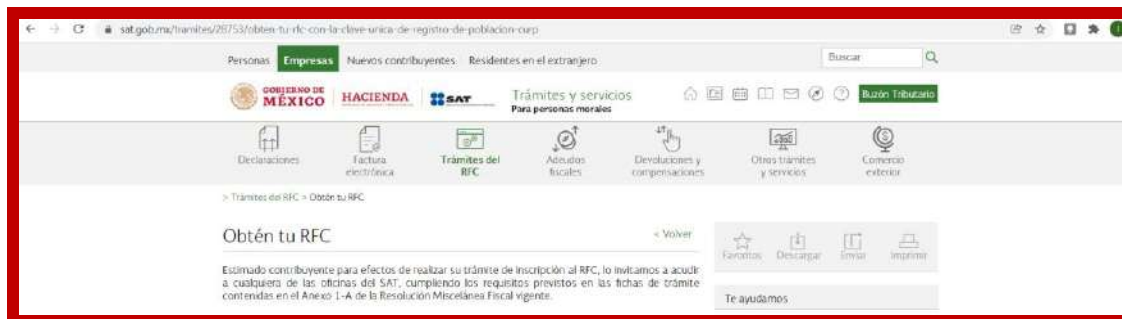 sat.gob.mx/tramites/28753/obten-tu-rfc-con-la-clave-unica-de-registro-de-poblacion-curp
Personas Empresas Nuevos contribuyentes Residentes en el extranjero Buscar
GOBIERNO DE MÉXICO HACIENDA SAT Trámites y servicios Para personas morales Buzón Tributario
Declaraciones Factura electrónica Trámites del RFC Adeudos fiscales Devoluciones y compensaciones Otros trámites y servicios Comercio exterior
> Trámites del RFC > Obtén tu RFC
Obtén tu RFC < Volver
Favoritos Descargar Enviar Imprimir
Estimado contribuyente para efectos de realizar su trámite de inscripción al RFC, lo invitamos a acudir
a cualquiera de las oficinas del SAT, cumpliendo los requisitos previstos en las fichas de trámite
contenidas en el Anexo 1-A de la Resolución Miscelánea Fiscal vigente.
Te ayudamos